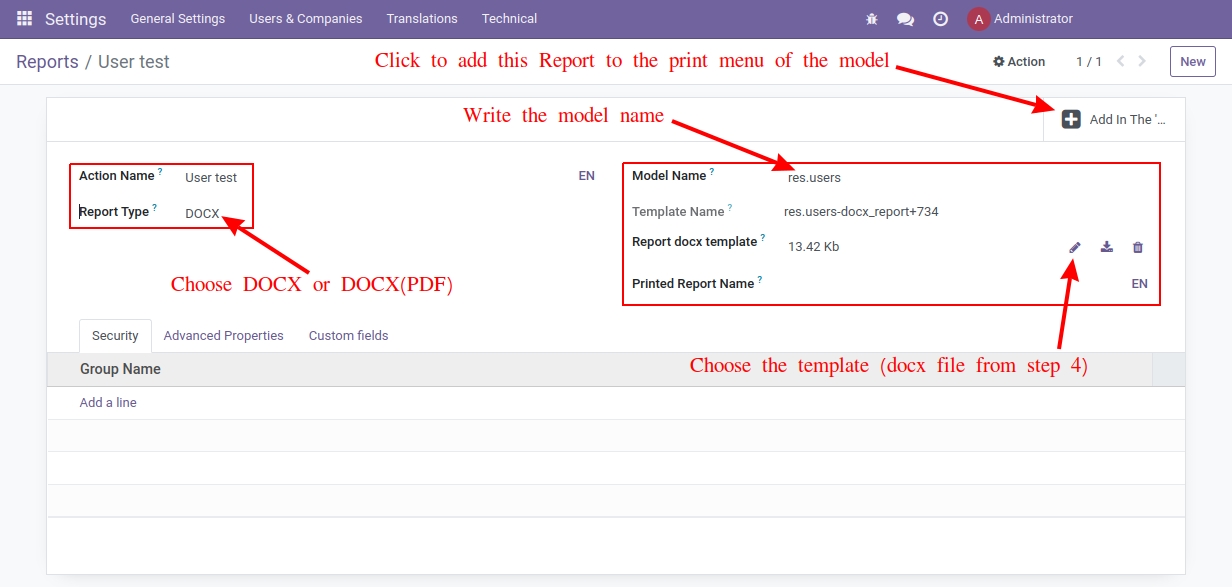 Settings General Settings Users & Companies Translations Technical A Administrator
Reports / User test Click to add this Report to the print menu of the model Action 1 / 1 New
Write the model name Add In The '...
Action Name ? User test EN
Report Type ? DOCX
Model Name ? res.users
Template Name ? res.users-docx_report+734
Report docx template ? 13.42 Kb
Printed Report Name ? EN
Choose DOCX or DOCX(PDF)
Security Advanced Properties Custom fields
Choose the template (docx file from step 4)
Group Name
Add a line